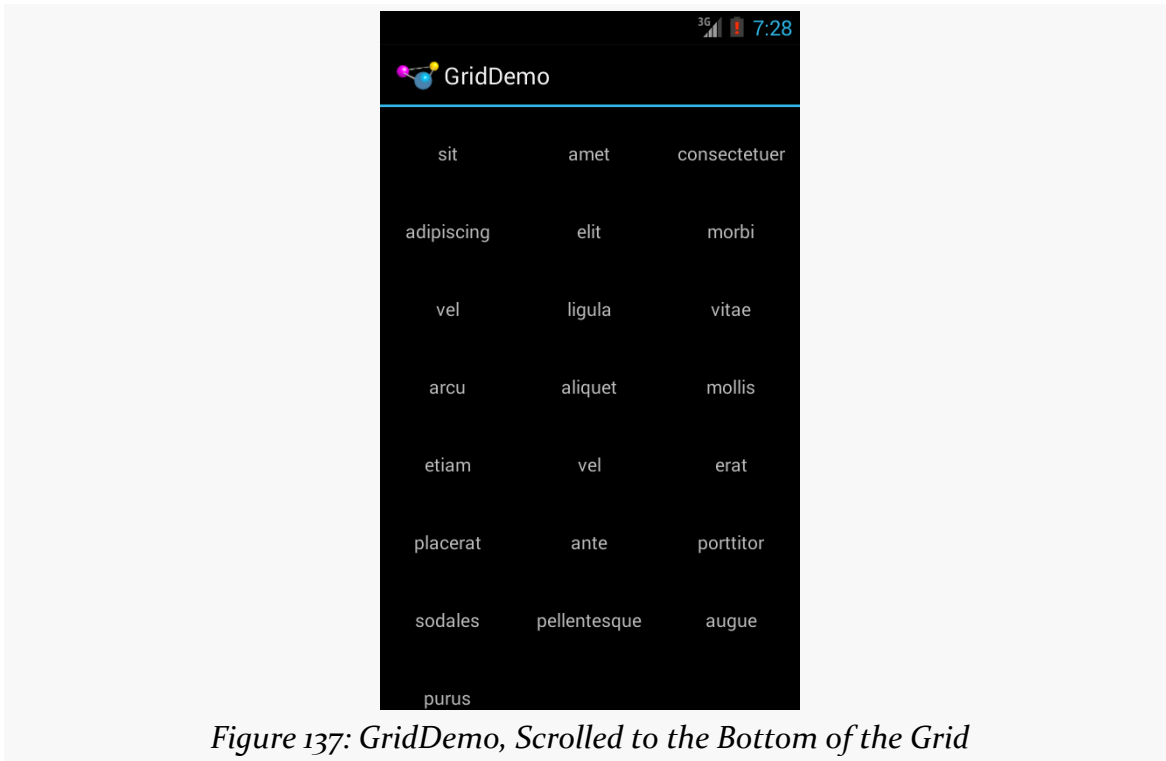 3G 7:28
GridDemo
sit amet consectetuer
adipiscing elit morbi
vel ligula vitae
arcu aliquet mollis
etiam vel erat
placerat ante porttitor
sodales pellentesque augue
purus
Figure 137: GridDemo, Scrolled to the Bottom of the Grid